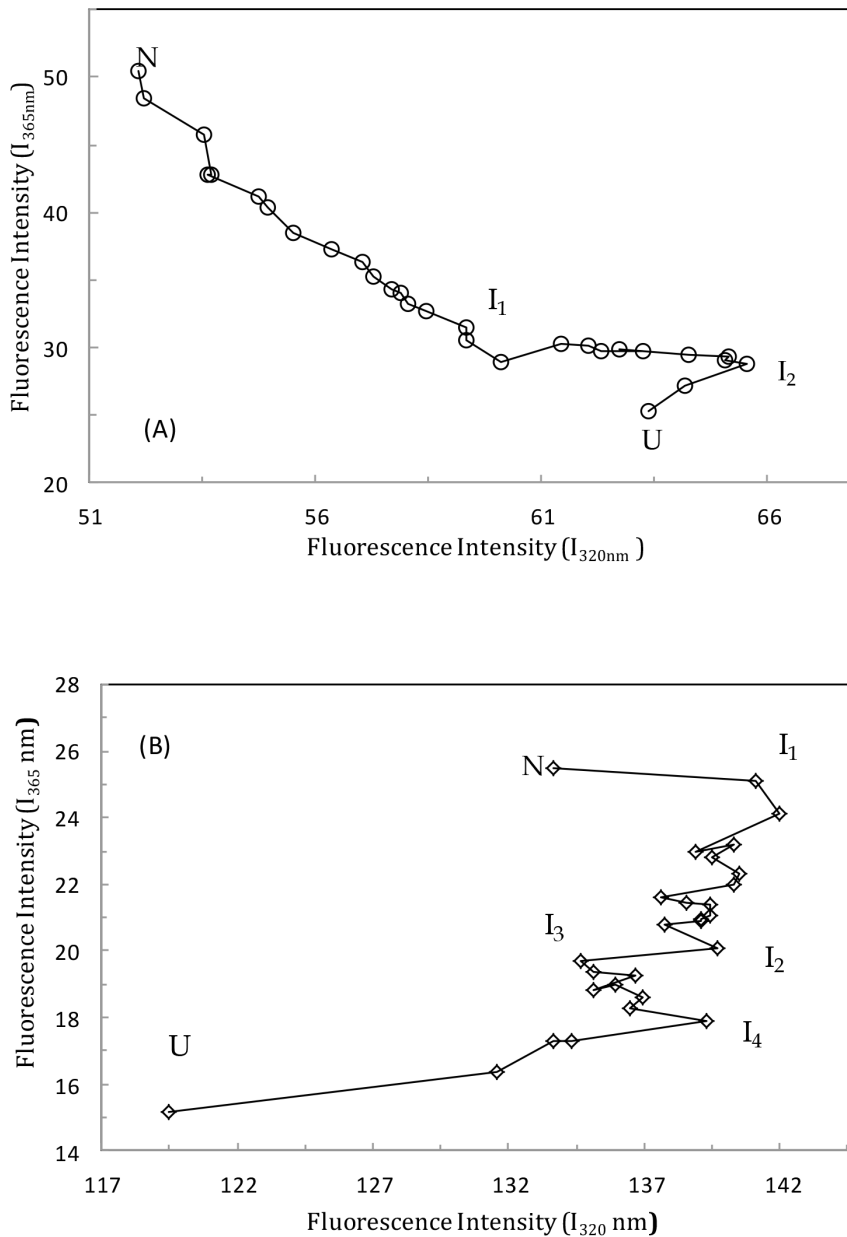 N
50
40
30
20
Fluorescence Intensity (I365nm)
I1
I2
U
(A)
51 56 61 66
Fluorescence Intensity (I320nm )
28
26
24
22
20
18
16
14
Fluorescence Intensity (I365 nm)
(B)
N
I1
I3
I2
I4
U
117 122 127 132 137 142
Fluorescence Intensity (I320 nm)